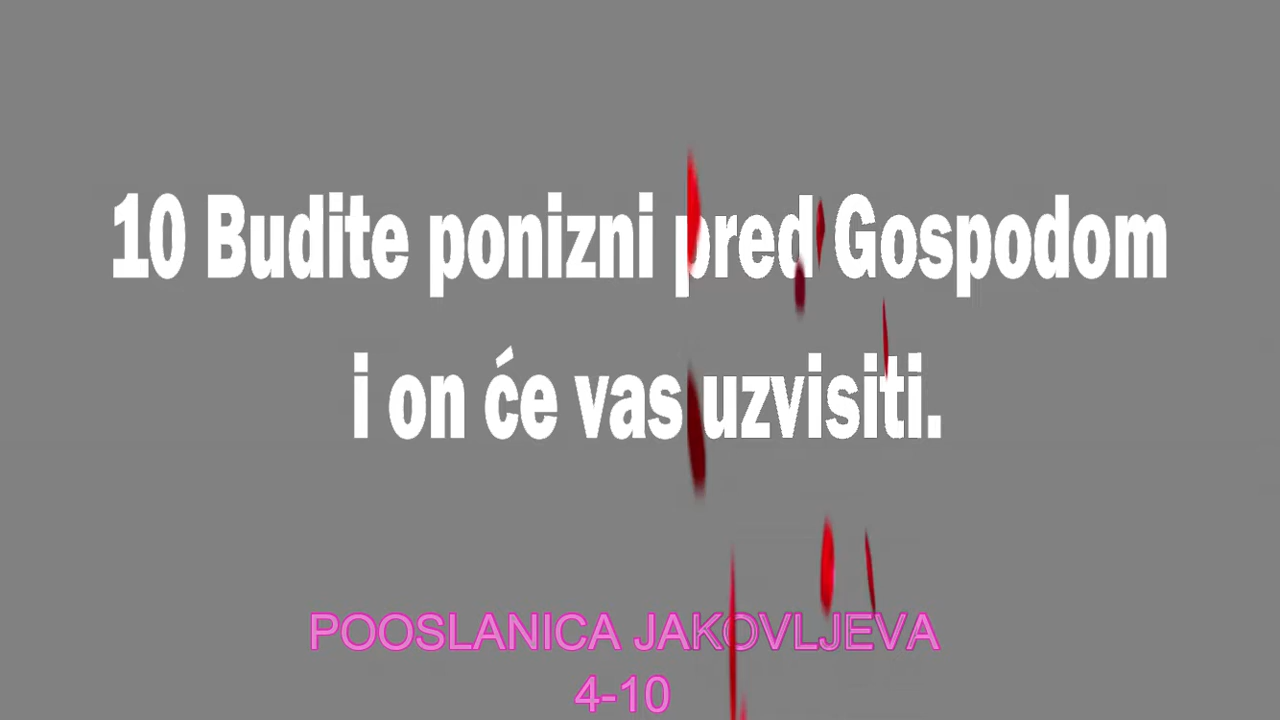 10 Budite ponizni pred Gospodom
i on će vas uzvisiti.
POOSLANICA JAKOVLJEVA
4-10